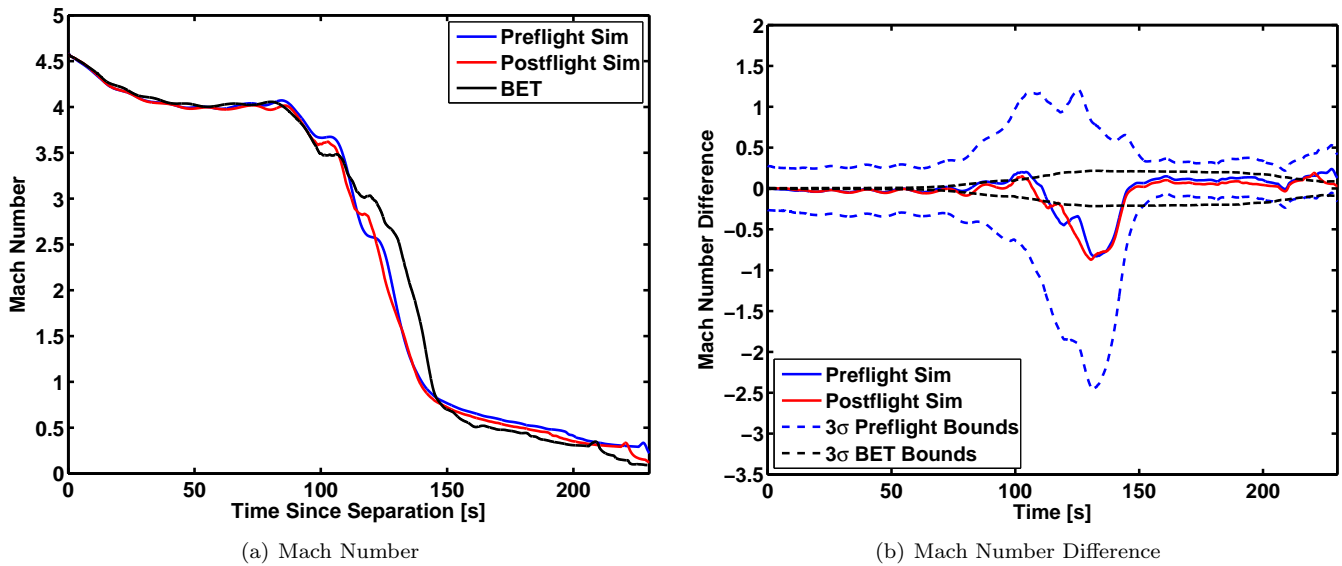 5
4.5
4
3.5
3
2.5
2
1.5
1
0.5
0
0 50 100 150 200
Mach Number
Time Since Separation [s]
Preflight Sim
Postflight Sim
BET
(a) Mach Number
2
1.5
1
0.5
0
−0.5
−1
−1.5
−2
−2.5
−3
−3.5
0 50 100 150 200
Mach Number Difference
Time [s]
Preflight Sim
Postflight Sim
3σ Preflight Bounds
3σ BET Bounds
(b) Mach Number Difference